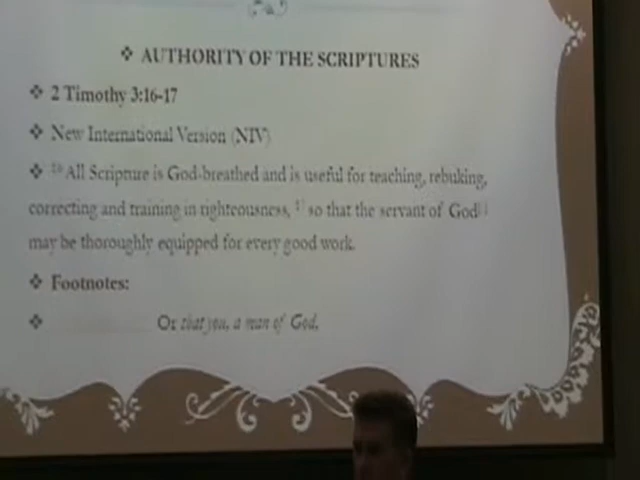 ❖ AUTHORITY OF THE SCRIPTURES
❖ 2 Timothy 3:16-17
❖ New International Version (NIV)
❖ 16 All Scripture is God-breathed and is useful for teaching, rebuking,
correcting and training in righteousness, 17 so that the servant of God
may be thoroughly equipped for every good work.
❖ Footnotes:
❖ Or that you, a man of God,